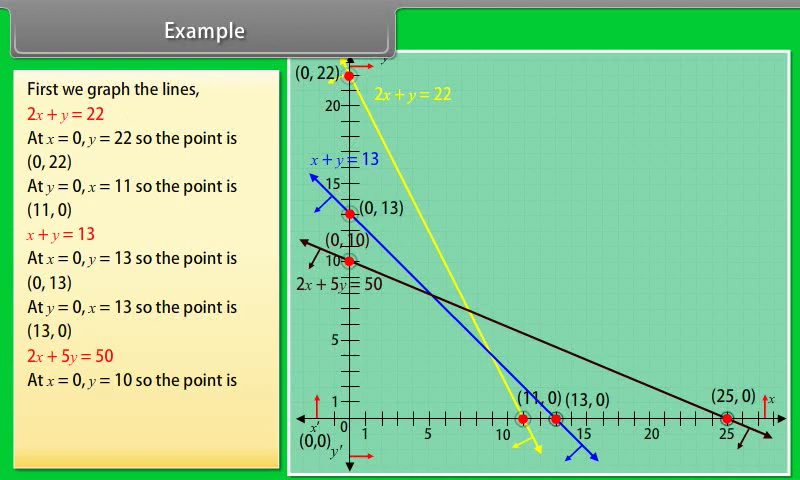 Example
First we graph the lines,
2x + y = 22
At x = 0, y = 22 so the point is
(0, 22)
At y = 0, x = 11 so the point is
(11, 0)
x + y = 13
At x = 0, y = 13 so the point is
(0, 13)
At y = 0, x = 13 so the point is
(13, 0)
2x + 5y = 50
At x = 0, y = 10 so the point is
(0, 22)
2x + y = 22
20
x + y = 13
15
(0, 13)
(0, 10)
10
2x + 5y = 50
5
(11, 0) (13, 0) (25, 0)
1
x
x′ 0 1 5 10 15 20 25
(0,0) y′